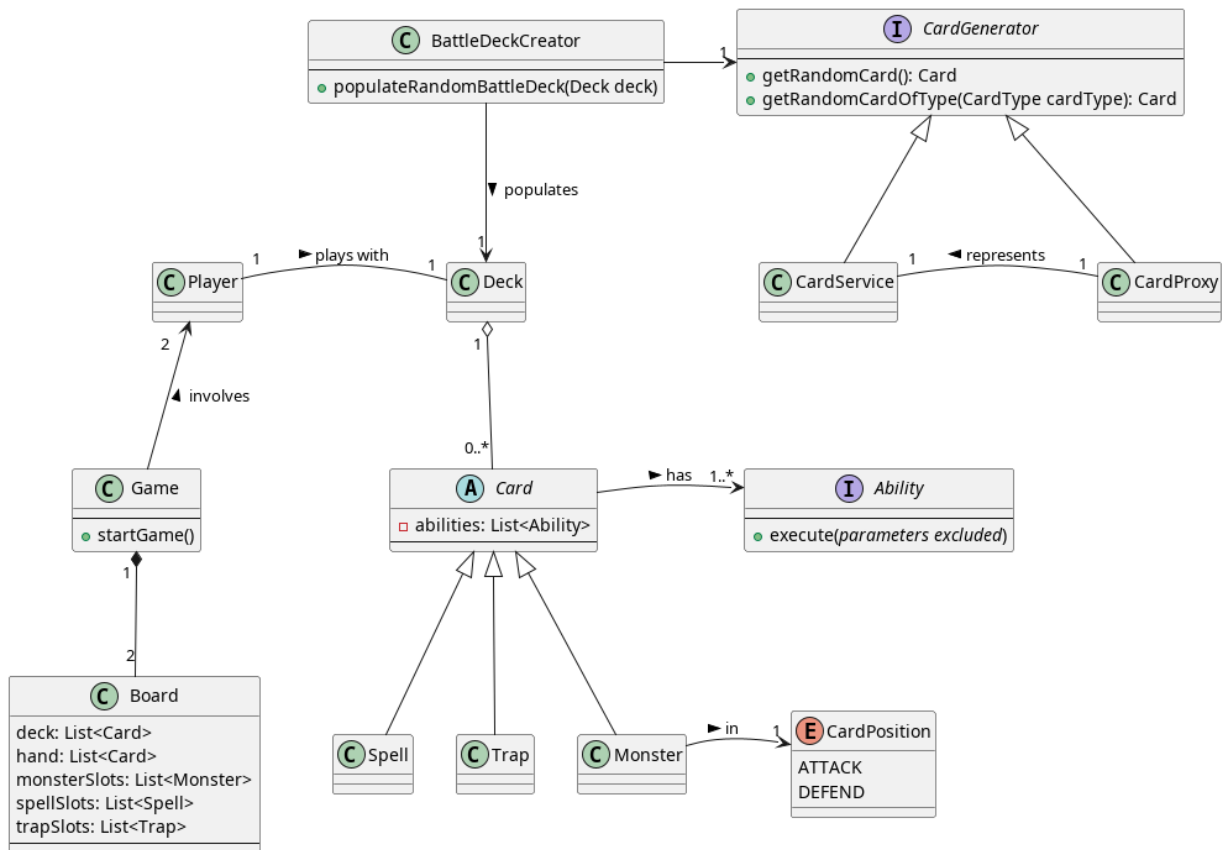 C BattleDeckCreator
populateRandomBattleDeck(Deck deck)
1
I CardGenerator
getRandomCard(): Card
getRandomCardOfType(CardType cardType): Card
populates
1
C Player
1
plays with
1
C Deck
C CardService
1
represents
1
C CardProxy
2
involves
1
0..*
C Game
startGame()
1
A Card
abilities: List<Ability>
has
1..*
I Ability
execute(parameters excluded)
2
C Board
deck: List<Card>
hand: List<Card>
monsterSlots: List<Monster>
spellSlots: List<Spell>
trapSlots: List<Trap>
C Spell
C Trap
C Monster
in
1
E CardPosition
ATTACK
DEFEND